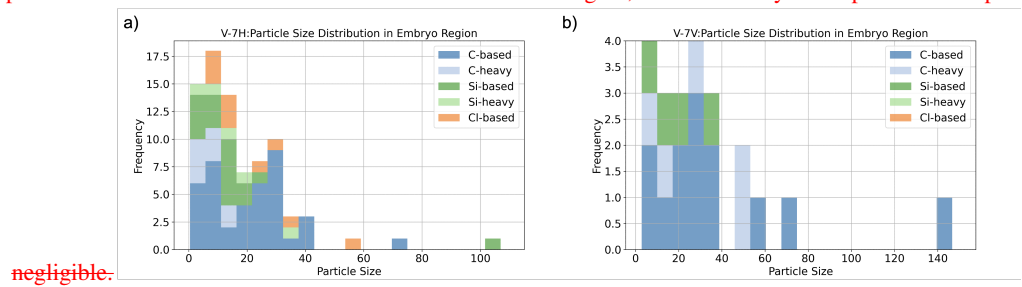 a)
V-7H:Particle Size Distribution in Embryo Region
17.5
15.0
12.5
10.0
7.5
5.0
2.5
0.0
Frequency
C-based
C-heavy
Si-based
Si-heavy
Cl-based
0 20 40 60 80 100
Particle Size
b)
V-7V:Particle Size Distribution in Embryo Region
4.0
3.5
3.0
2.5
2.0
1.5
1.0
0.5
0.0
Frequency
C-based
C-heavy
Si-based
Si-heavy
Cl-based
0 20 40 60 80 100 120 140
Particle Size
negligible.